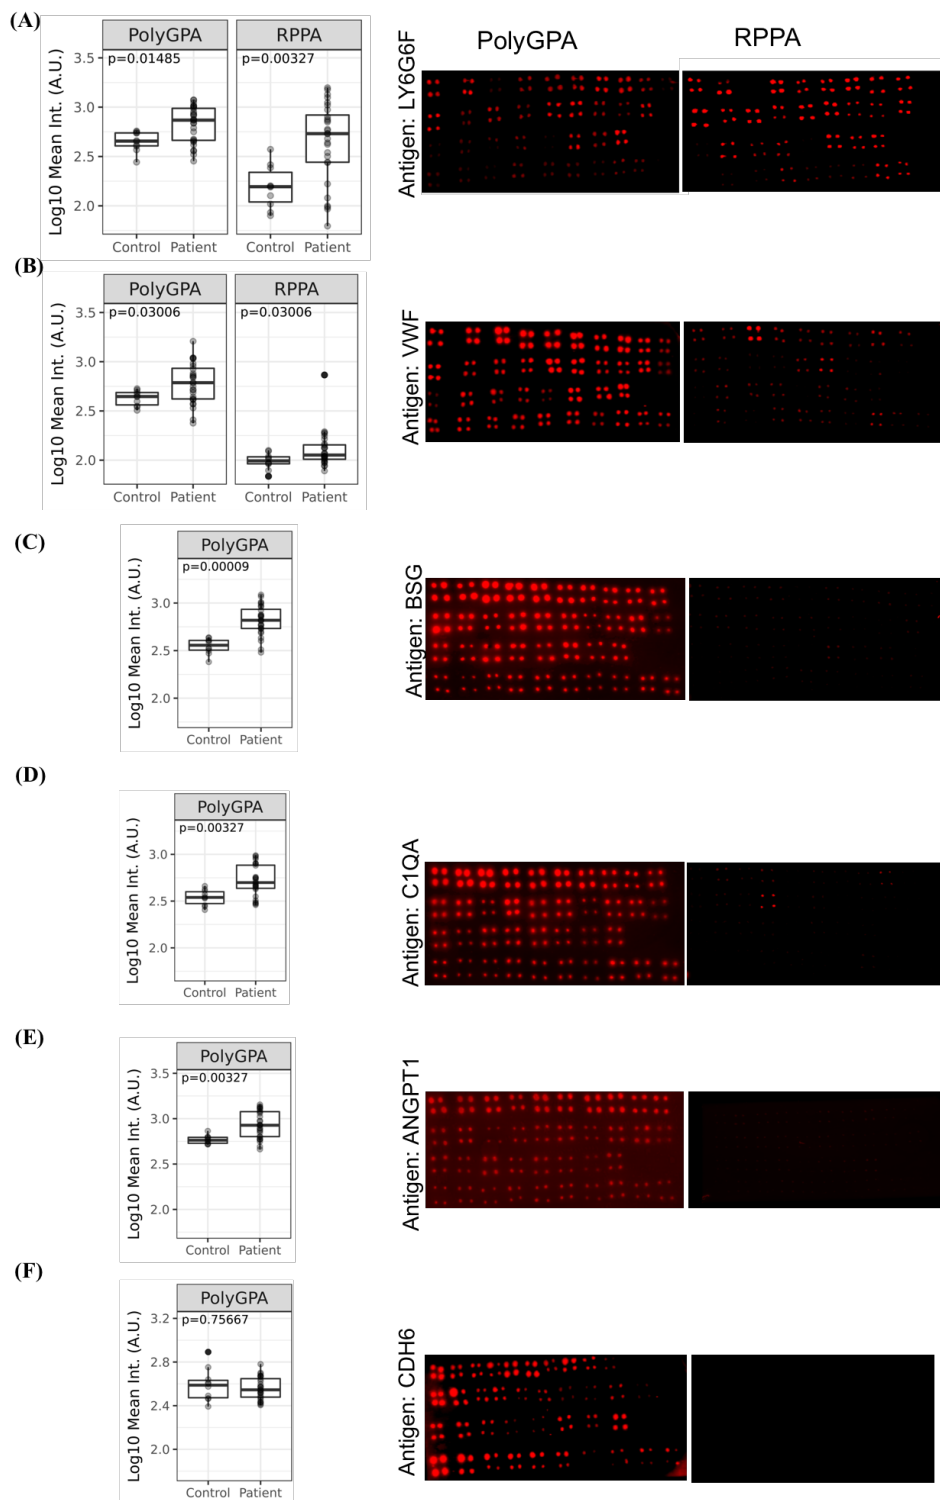 (A)
PolyGPA
RPPA
p=0.01485
p=0.00327
Log10 Mean Int. (A.U.)
3.5
3.0
2.5
2.0
Control
Patient
Control
Patient
Antigen: LY6G6F
PolyGPA
RPPA
(B)
PolyGPA
RPPA
p=0.03006
p=0.03006
Log10 Mean Int. (A.U.)
3.5
3.0
2.5
2.0
Control
Patient
Control
Patient
Antigen: VWF
(C)
PolyGPA
p=0.00009
Log10 Mean Int. (A.U.)
3.0
2.5
2.0
Control
Patient
Antigen: BSG
(D)
PolyGPA
p=0.00327
Log10 Mean Int. (A.U.)
3.0
2.5
2.0
Control
Patient
Antigen: C1QA
(E)
PolyGPA
p=0.00327
Log10 Mean Int. (A.U.)
3.5
3.0
2.5
2.0
Control
Patient
Antigen: ANGPT1
(F)
PolyGPA
p=0.75667
Log10 Mean Int. (A.U.)
3.2
2.8
2.4
2.0
Control
Patient
Antigen: CDH6